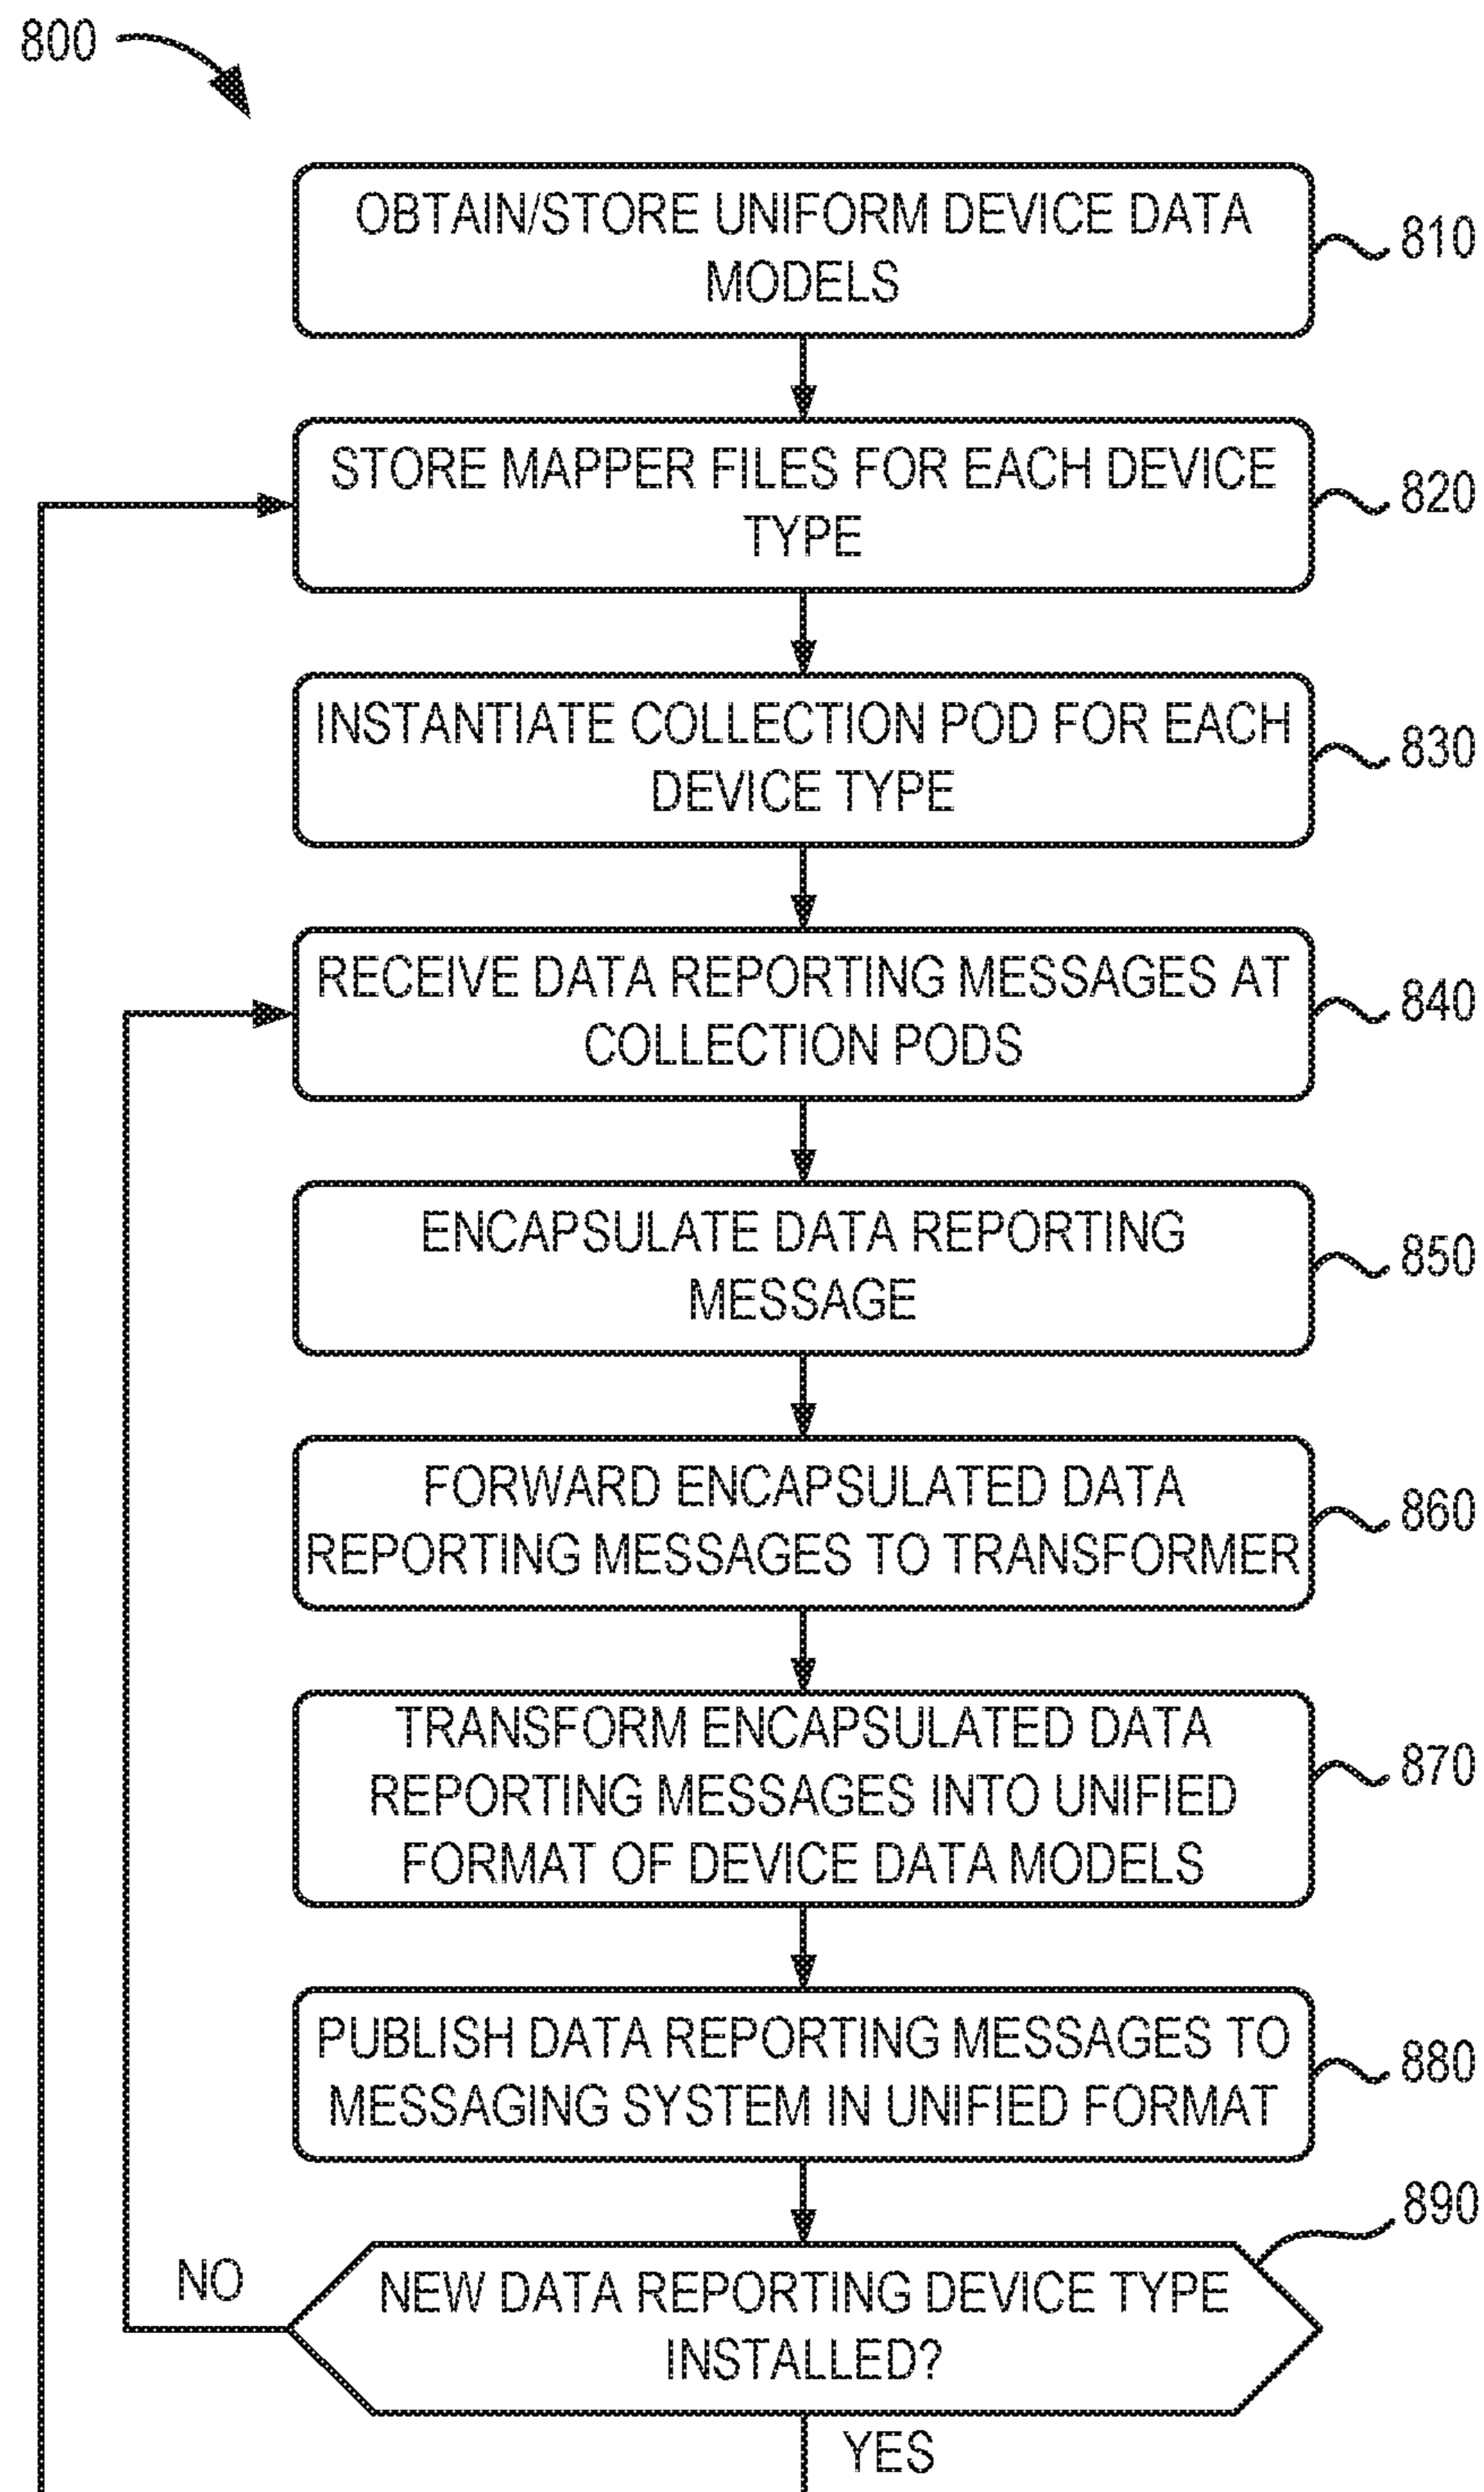 800
OBTAIN/STORE UNIFORM DEVICE DATA
MODELS
810
STORE MAPPER FILES FOR EACH DEVICE
TYPE
820
INSTANTIATE COLLECTION POD FOR EACH
DEVICE TYPE
830
RECEIVE DATA REPORTING MESSAGES AT
COLLECTION PODS
840
ENCAPSULATE DATA REPORTING
MESSAGE
850
FORWARD ENCAPSULATED DATA
REPORTING MESSAGES TO TRANSFORMER
860
TRANSFORM ENCAPSULATED DATA
REPORTING MESSAGES INTO UNIFIED
FORMAT OF DEVICE DATA MODELS
870
PUBLISH DATA REPORTING MESSAGES TO
MESSAGING SYSTEM IN UNIFIED FORMAT
880
890
NO
NEW DATA REPORTING DEVICE TYPE
INSTALLED?
YES